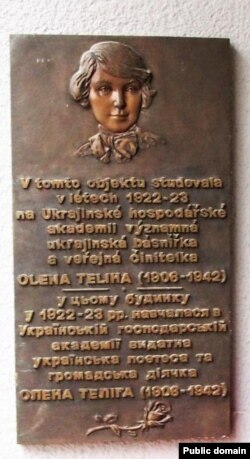 V tomto objektu studovala
v létech 1922-23
na Ukrajinské hospodářské
akademii významná
ukrajinská básnířka
a veřejná činitelka
OLENA TELIHA (1906-1942)
у цьому будинку
у 1922-23 рр. навчалася в
Українській господарській
академії видатна
українська поетеса та
громадська діячка
ОЛЕНА ТЕЛІГА (1906-1942)
Public domain